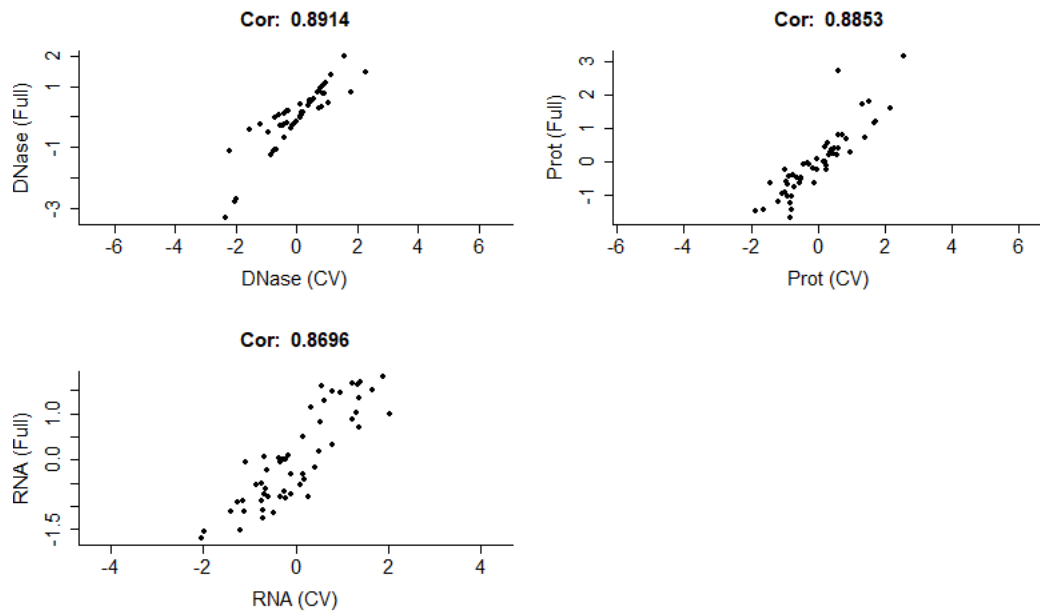 Cor: 0.8914
DNase (Full)
2
1
-1
-3
-6 -4 -2 0 2 4 6
DNase (CV)
Cor: 0.8853
Prot (Full)
3
2
1
0
-1
-6 -4 -2 0 2 4 6
Prot (CV)
Cor: 0.8696
RNA (Full)
1.0
0.0
-1.5
-4 -2 0 2 4
RNA (CV)